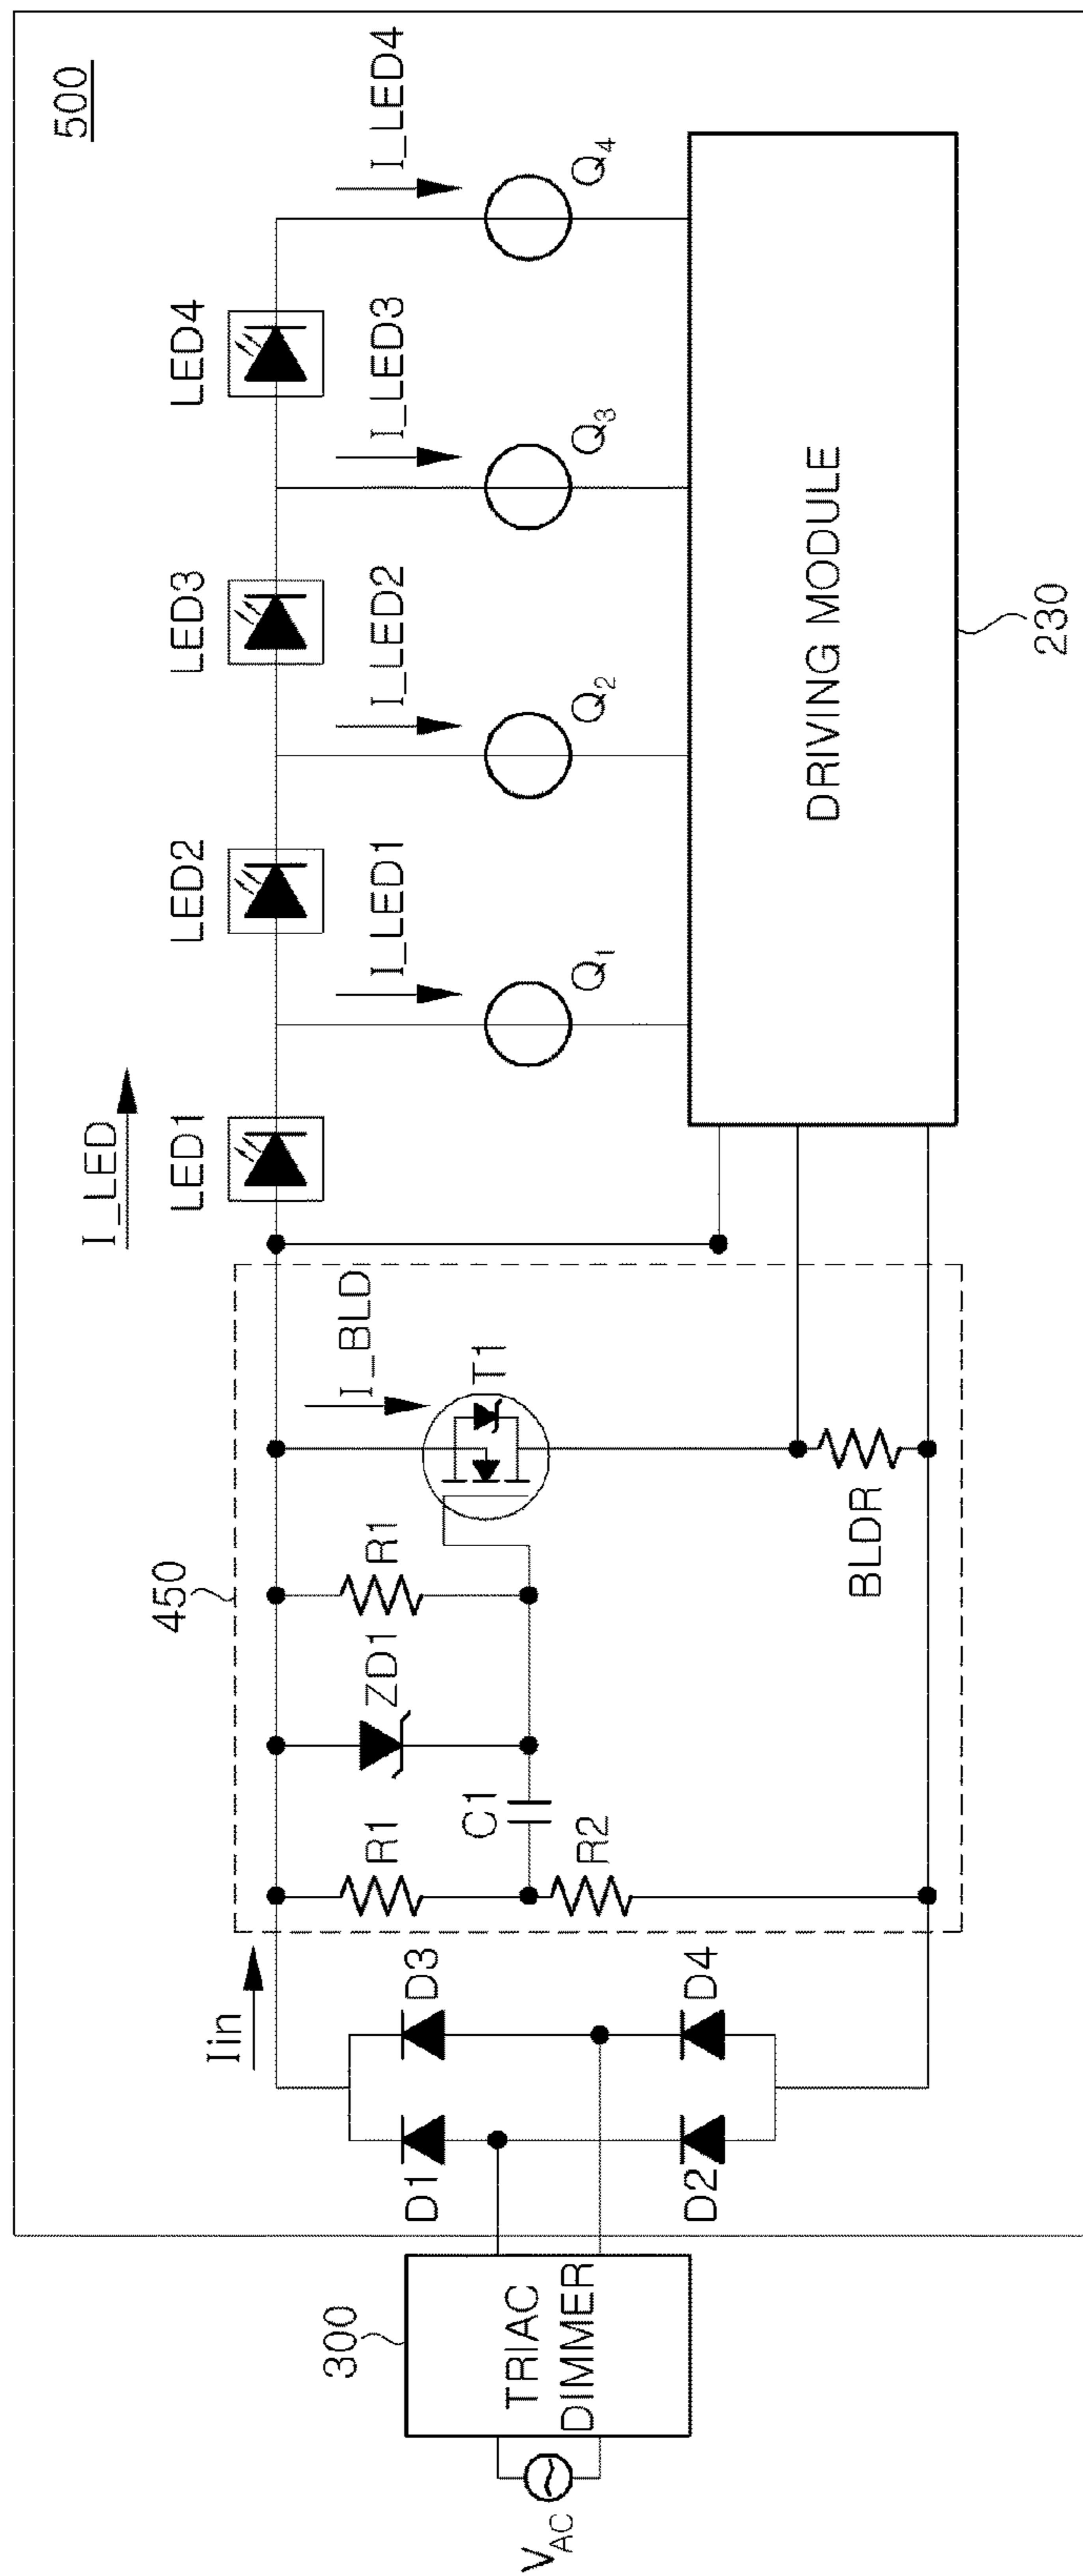 500
I_LED
LED1
LED2
LED3
LED4
I_LED1
I_LED2
I_LED3
I_LED4
Q1
Q2
Q3
Q4
450
Iin
I_BLD
R1
ZD1
R1
T1
C1
R2
BLDR
D1
D3
D2
D4
300
TRIAC
DIMMER
VAC
DRIVING MODULE
230